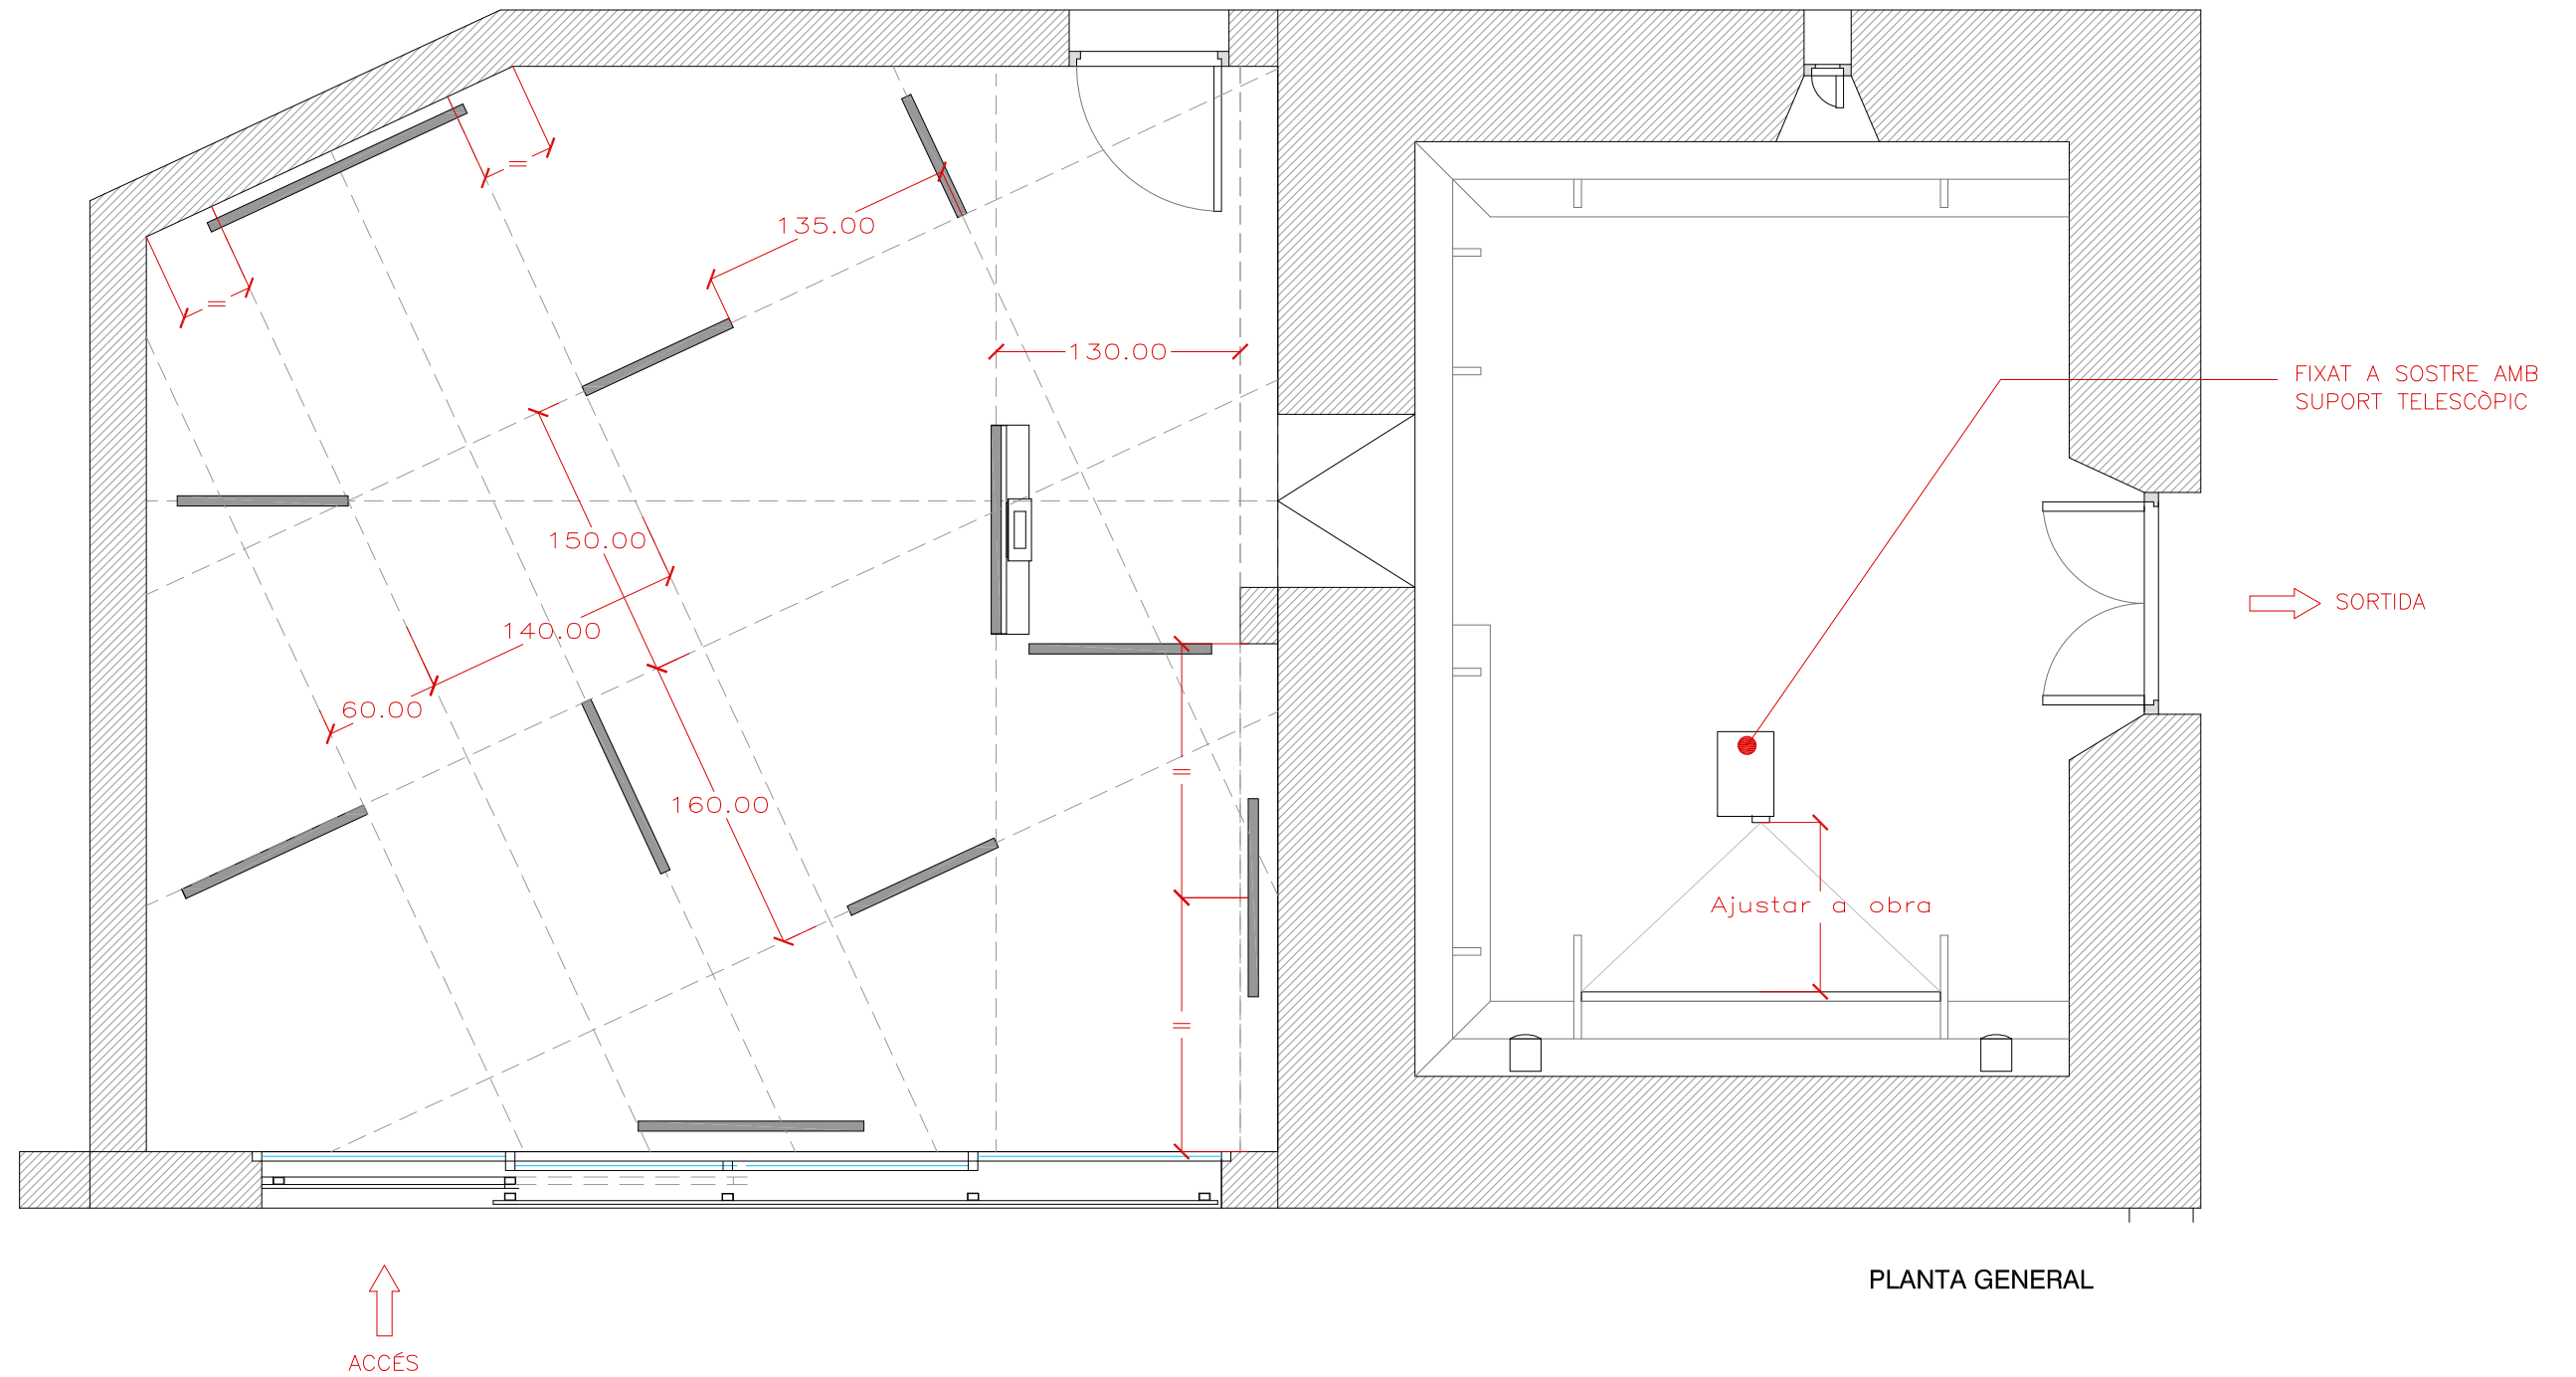 135.00
130.00
FIXAT A SOSTRE AMB
SUPORT TELESCÒPIC
150.00
140.00
SORTIDA
60.00
160.00
Ajustar a obra
PLANTA GENERAL
ACCÉS